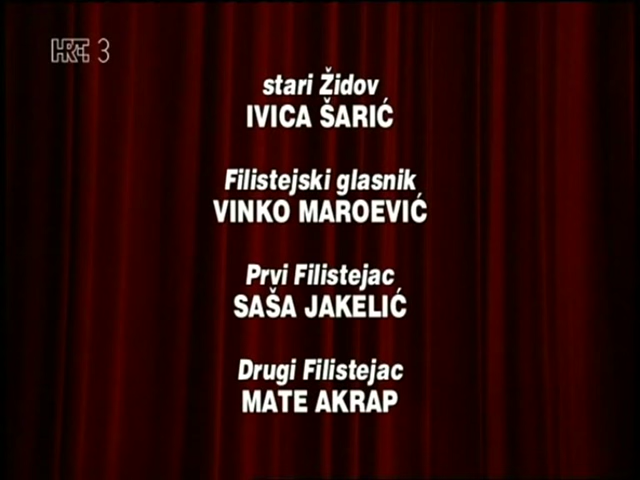 HRT 3
stari Židov
IVICA ŠARIĆ
Filistejski glasnik
VINKO MAROEVIĆ
Prvi Filistejac
SAŠA JAKELIĆ
Drugi Filistejac
MATE AKRAP